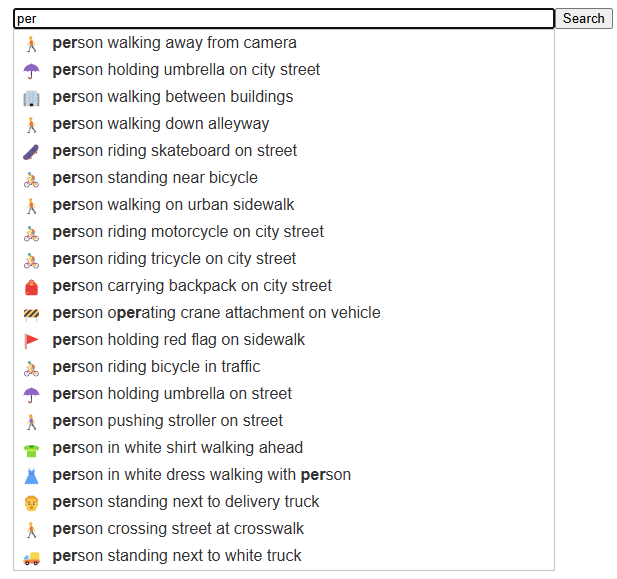 per Search
person walking away from camera
person holding umbrella on city street
person walking between buildings
person walking down alleyway
person riding skateboard on street
person standing near bicycle
person walking on urban sidewalk
person riding motorcycle on city street
person riding tricycle on city street
person carrying backpack on city street
person operating crane attachment on vehicle
person holding red flag on sidewalk
person riding bicycle in traffic
person holding umbrella on street
person pushing stroller on street
person in white shirt walking ahead
person in white dress walking with person
person standing next to delivery truck
person crossing street at crosswalk
person standing next to white truck